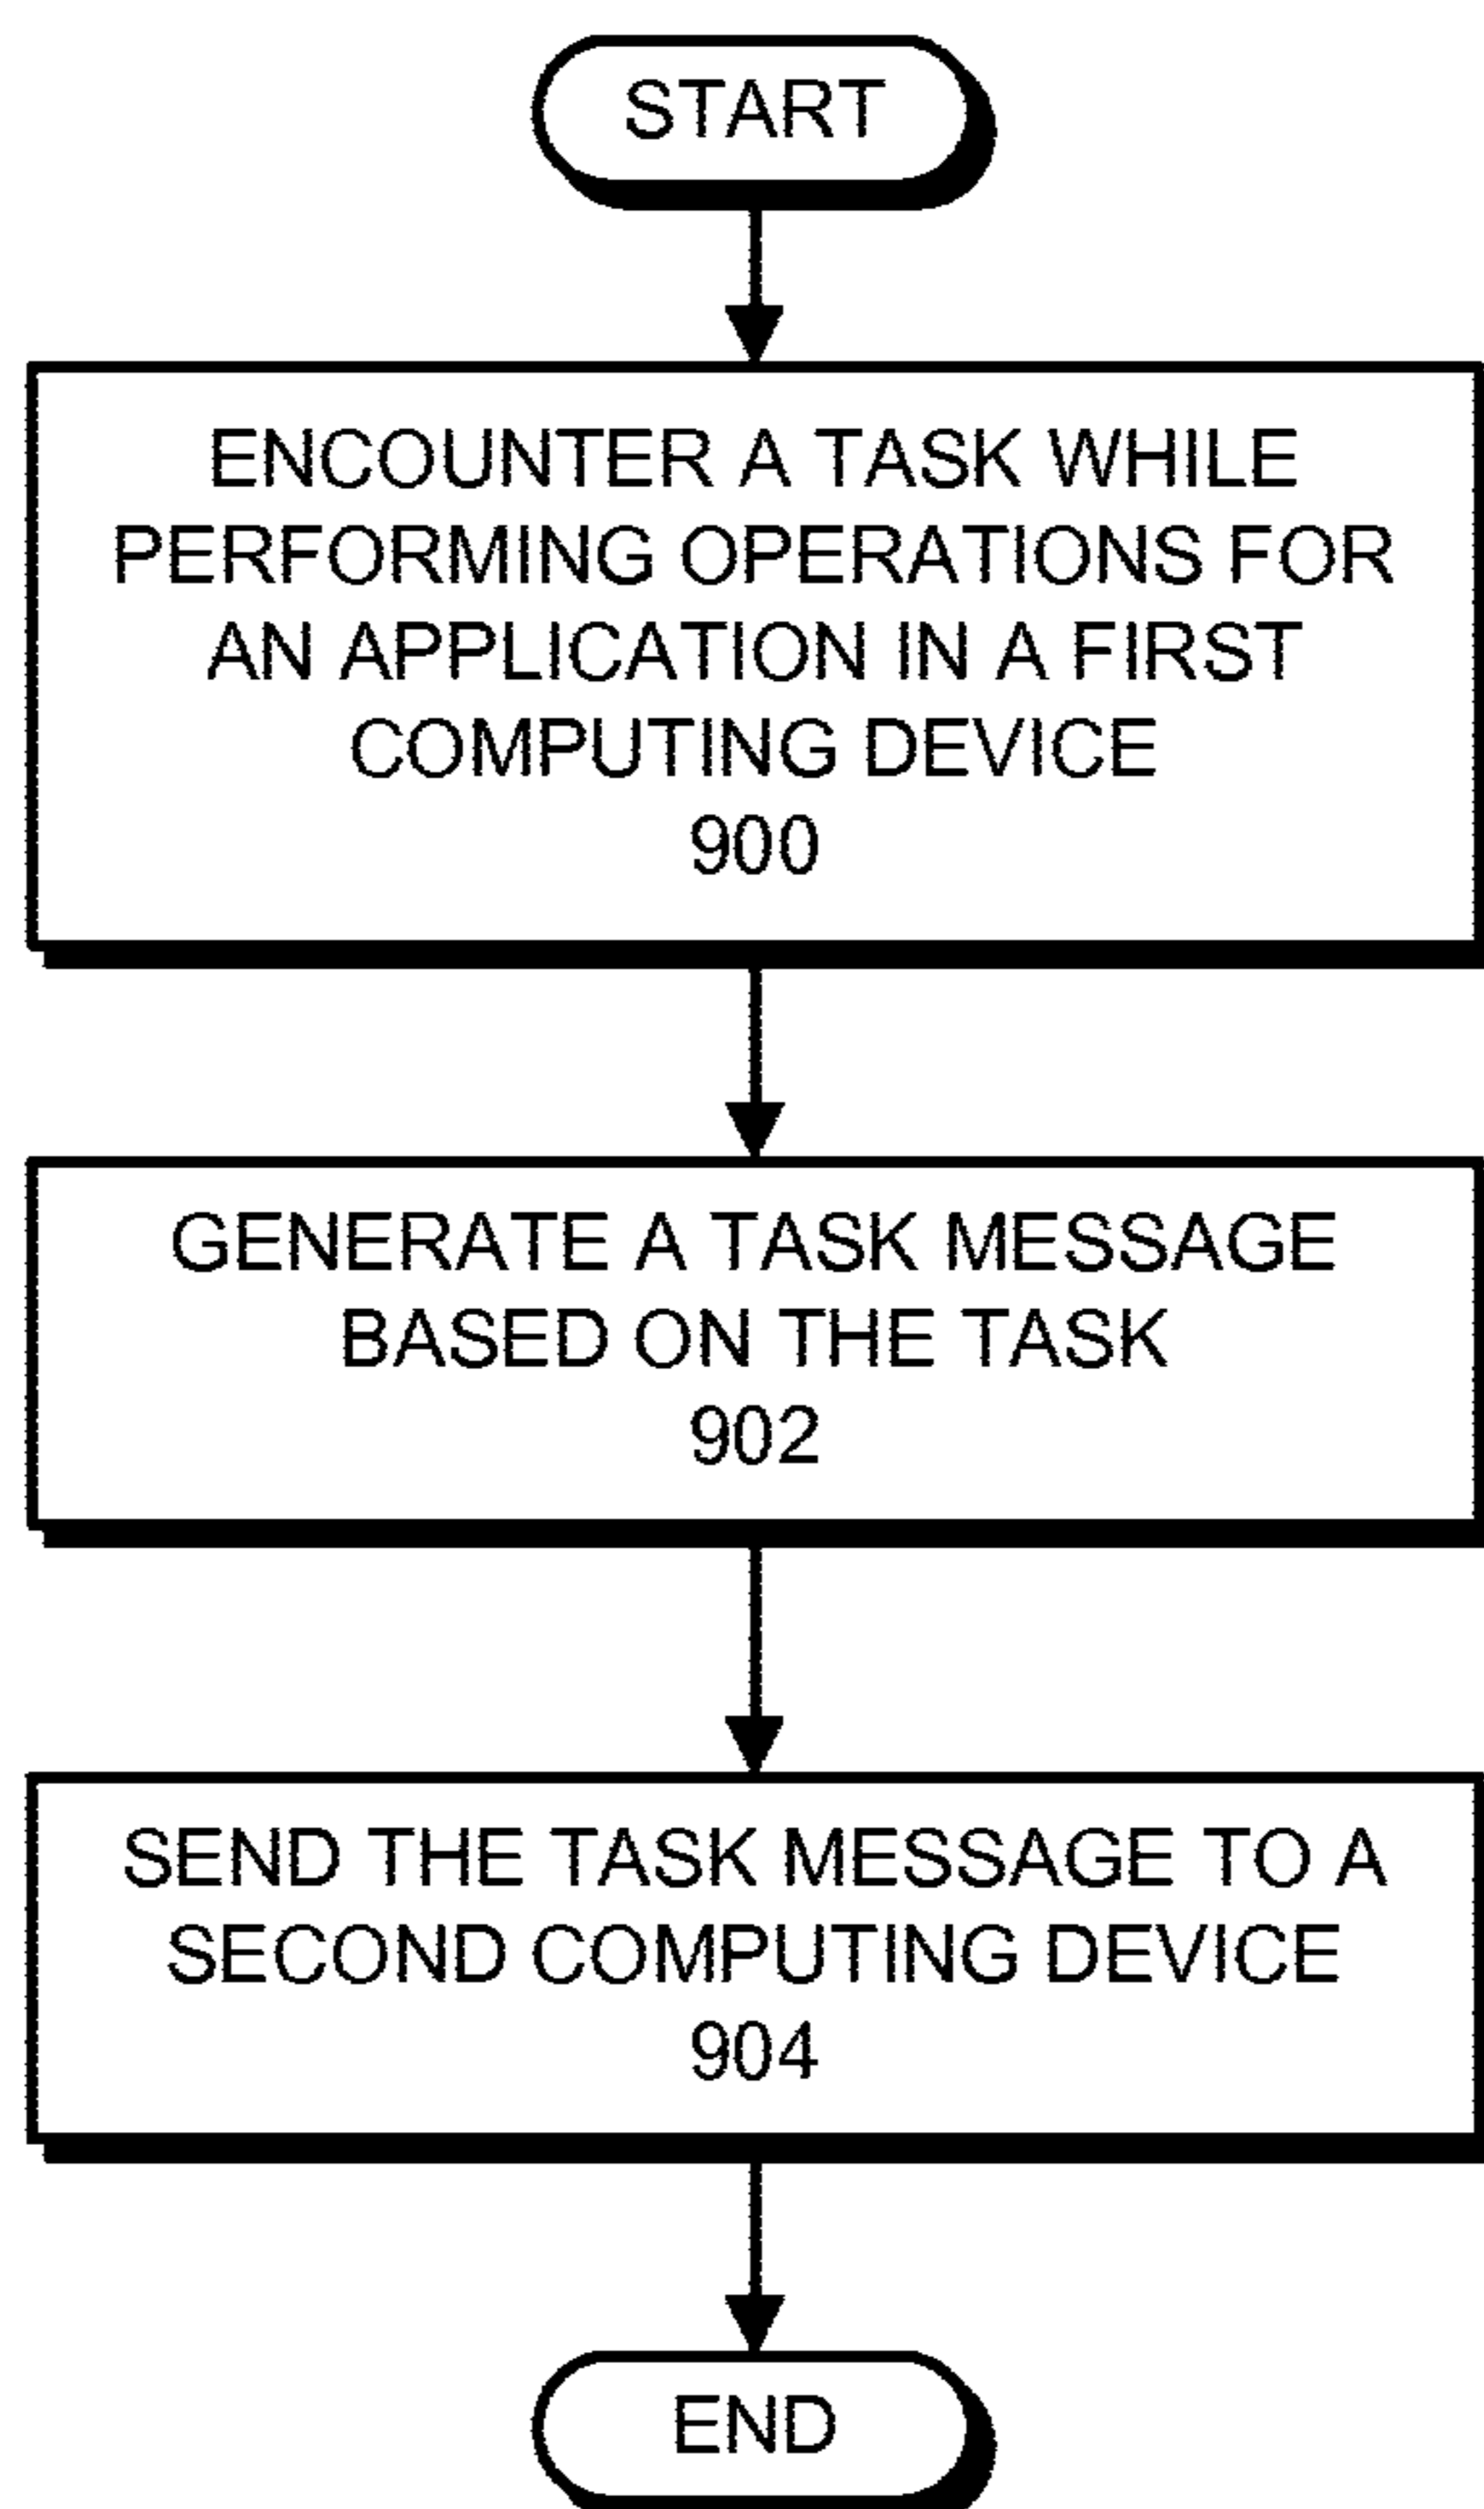 START
ENCOUNTER A TASK WHILE
PERFORMING OPERATIONS FOR
AN APPLICATION IN A FIRST
COMPUTING DEVICE
900
GENERATE A TASK MESSAGE
BASED ON THE TASK
902
SEND THE TASK MESSAGE TO A
SECOND COMPUTING DEVICE
904
END